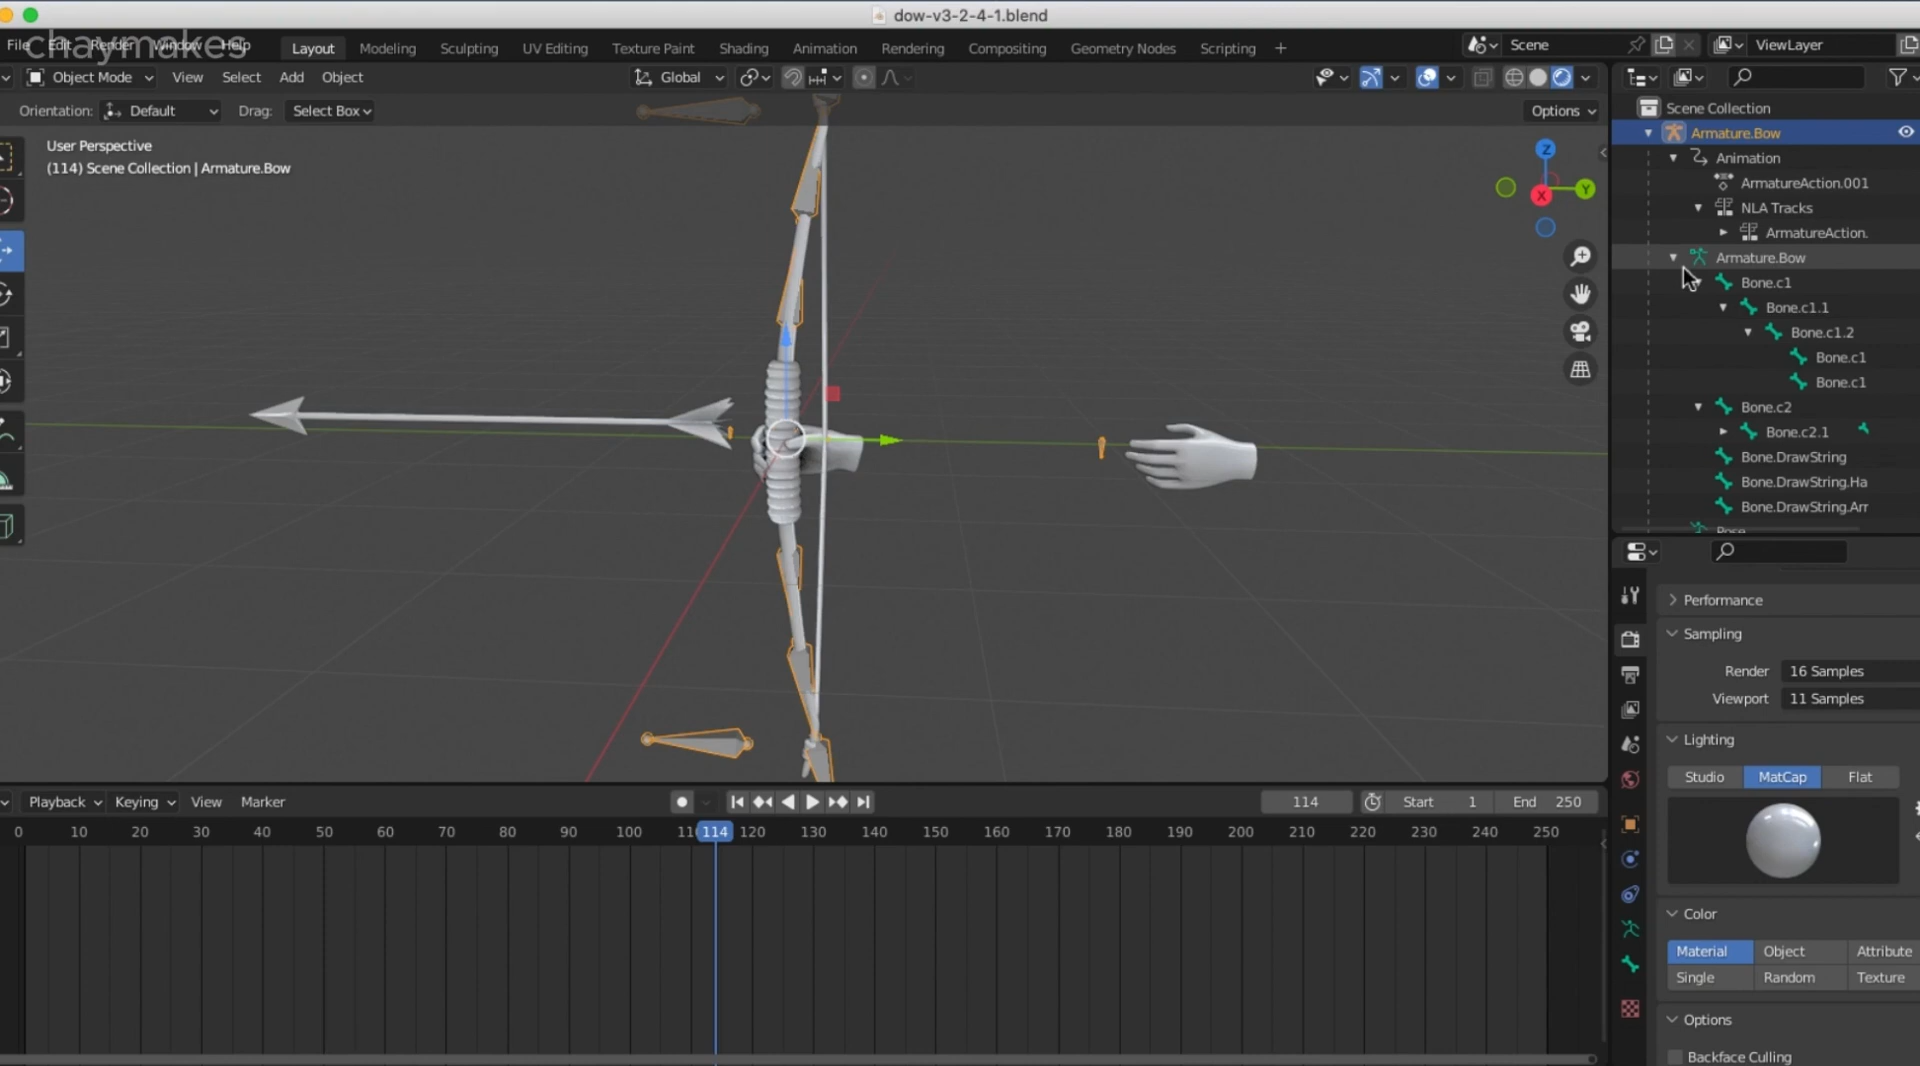 dow-v3-2-4-1.blend
chaymakes
File Edit Render Window Help Layout Modeling Sculpting UV Editing Texture Paint Shading Animation Rendering Compositing Geometry Nodes Scripting + Scene ViewLayer
Object Mode View Select Add Object Global
Orientation: Default Drag: Select Box Options
User Perspective
(114) Scene Collection | Armature.Bow
Z
Y
X
Scene Collection
Armature.Bow
Animation
ArmatureAction.001
NLA Tracks
ArmatureAction.
Armature.Bow
Bone.c1
Bone.c1.1
Bone.c1.2
Bone.c1
Bone.c1
Bone.c2
Bone.c2.1
Bone.DrawString
Bone.DrawString.Ha
Bone.DrawString.Arr
Pose
Performance
Sampling
Render 16 Samples
Viewport 11 Samples
Lighting
Studio MatCap Flat
Color
Material Object Attribute
Single Random Texture
Options
Backface Culling
Playback Keying View Marker 114 Start 1 End 250
0 10 20 30 40 50 60 70 80 90 100 11 114 120 130 140 150 160 170 180 190 200 210 220 230 240 250